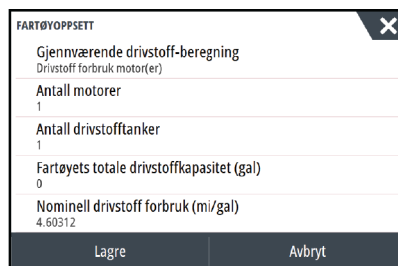 FARTØYOPPSETT
Gjennværende drivstoff-beregning
Drivstoff forbruk motor(er)
Antall motorer
1
Antall drivstofftanker
1
Fartøyets totale drivstoffkapasitet (gal)
0
Nominell drivstoff forbruk (mi/gal)
4.60312
Lagre
Avbryt